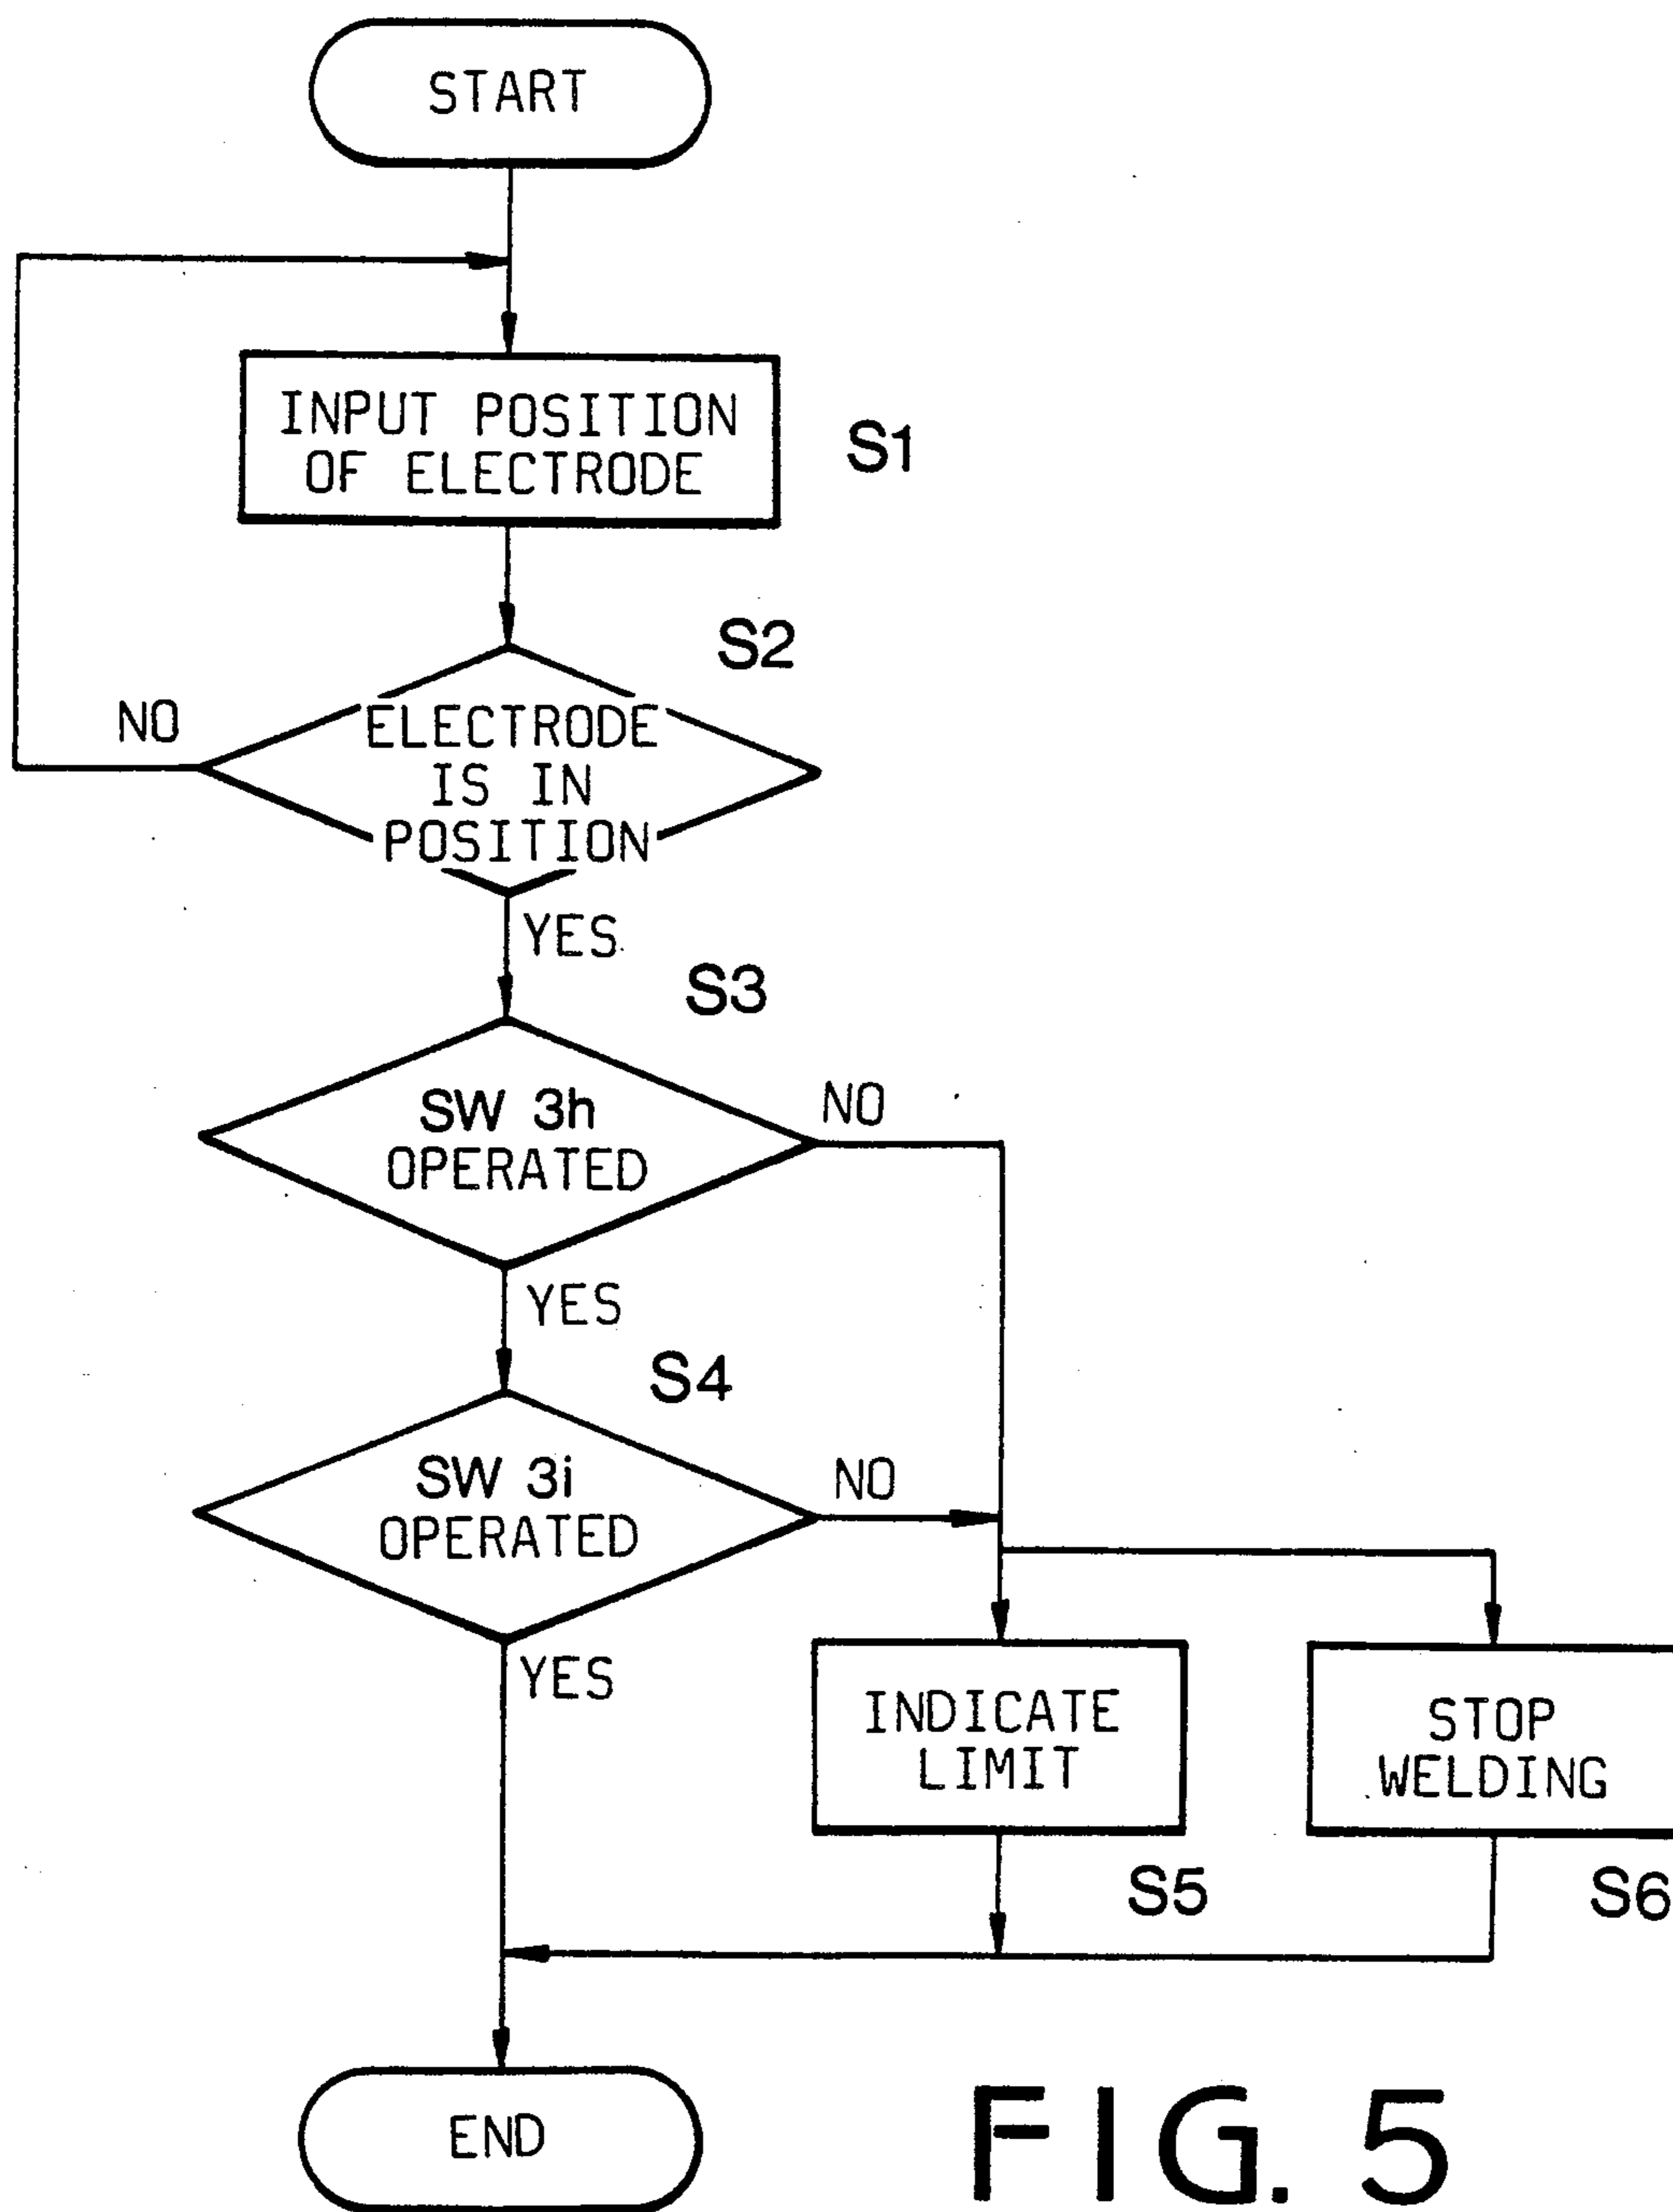 START
INPUT POSITION
OF ELECTRODE
S1
S2
NO
ELECTRODE
IS IN
POSITION
YES
S3
SW 3h
OPERATED
NO
YES
S4
SW 3i
OPERATED
NO
YES
INDICATE
LIMIT
STOP
WELDING
S5
S6
END
FIG. 5